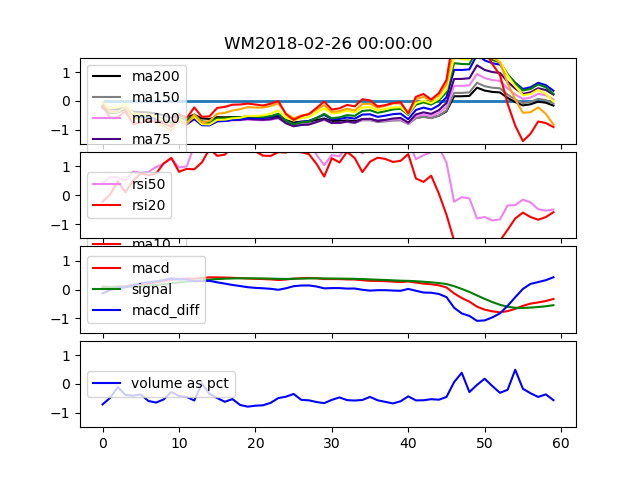 WM2018-02-26 00:00:00
1
0
−1
ma200
ma150
ma100
ma75
1
0
−1
rsi50
rsi20
ma10
1
0
−1
macd
signal
macd_diff
1
0
−1
volume as pct
0 10 20 30 40 50 60